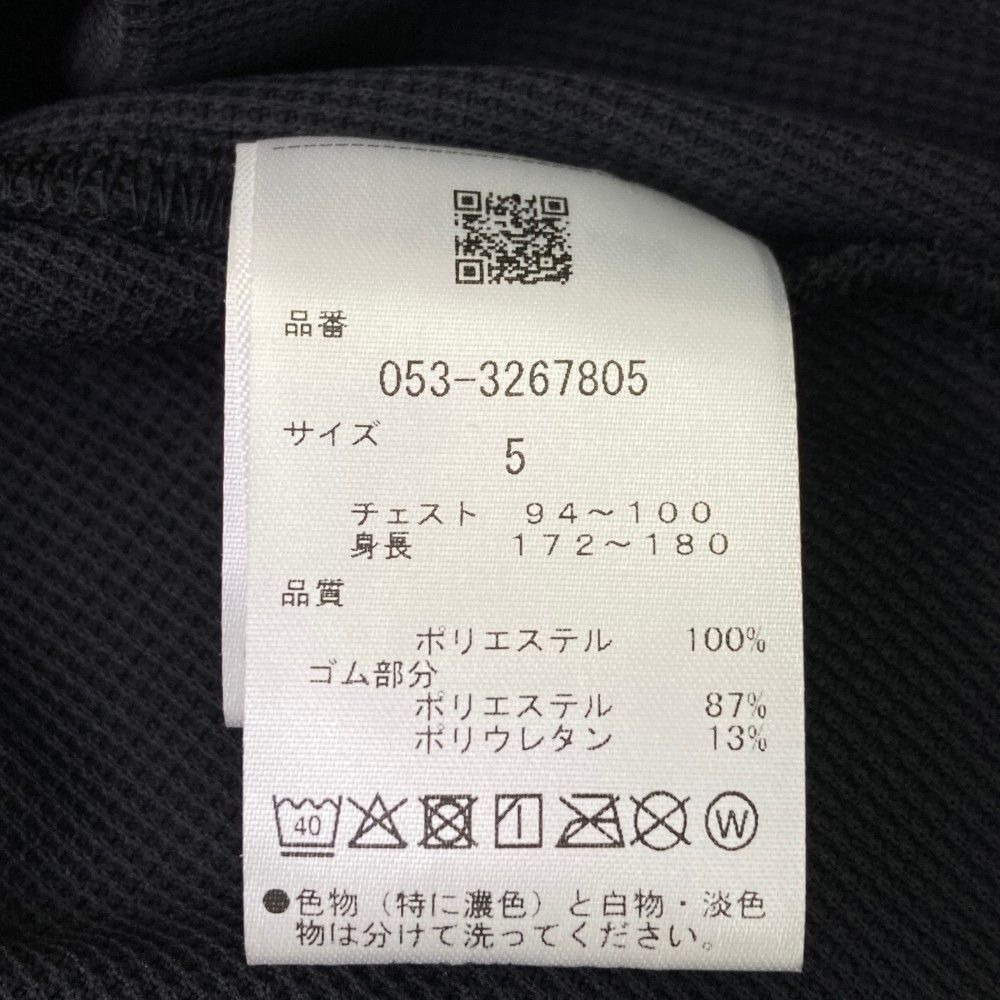 品番
053-3267805
サイズ
5
チェスト 94～100
身長 172～180
品質
ポリエステル 100%
ゴム部分
ポリエステル 87%
ポリウレタン 13%
40 W
●色物（特に濃色）と白物・淡色
物は分けて洗ってください。